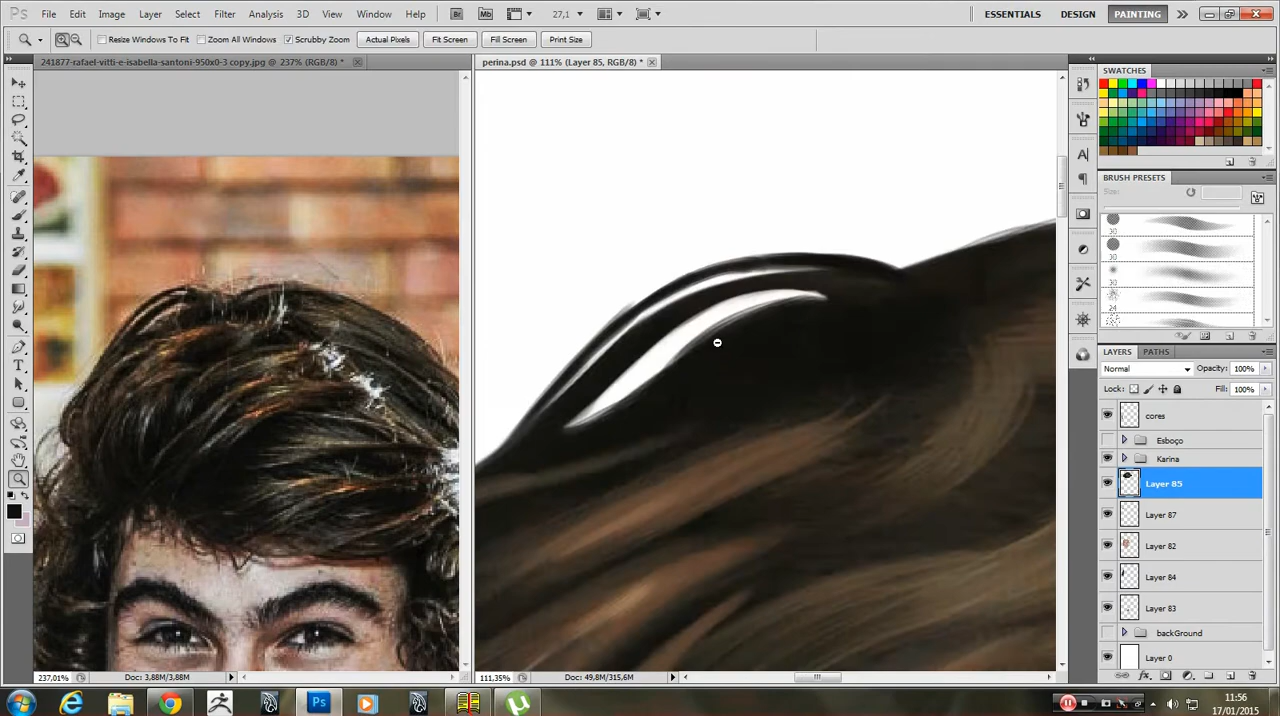 Ps File Edit Image Layer Select Filter Analysis 3D View Window Help Br Mb 27,1 ESSENTIALS DESIGN PAINTING
Resize Windows To Fit Zoom All Windows Scrubby Zoom Actual Pixels Fit Screen Fill Screen Print Size
241877-rafael-vitti-e-isabella-santoni-950x0-3 copy.jpg @ 237% (RGB/8) * perina.psd @ 111% (Layer 85, RGB/8) *
SWATCHES
BRUSH PRESETS
Size:
30
30
30
LAYERS PATHS
Normal Opacity: 100%
Lock: Fill: 100%
cores
Esboço
Karina
Layer 85
Layer 87
Layer 82
Layer 84
Layer 83
backGround
Layer 0
237,01% Doc: 3,88M/3,88M 111,35% Doc: 49,8M/315,6M
Ps
11:56
17/01/2015